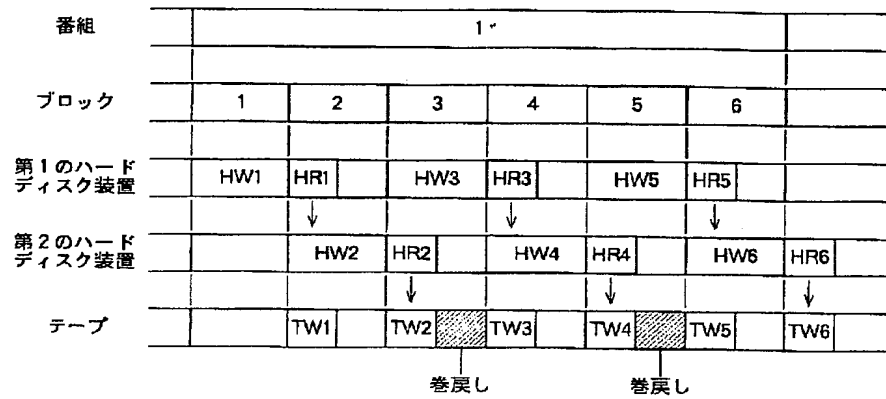 番組 1
ブロック 1 2 3 4 5 6
第1のハード
ディスク装置 HW1 HR1 HW3 HR3 HW5 HR5
第2のハード
ディスク装置 HW2 HR2 HW4 HR4 HW6 HR6
テープ TW1 TW2 TW3 TW4 TW5 TW6
巻戻し 巻戻し